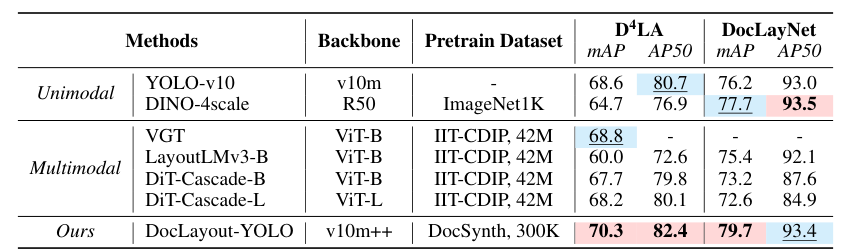 Methods Backbone Pretrain Dataset D⁴LA DocLayNet
mAP AP50 mAP AP50
Unimodal YOLO-v10 v10m - 68.6 80.7 76.2 93.0
DINO-4scale R50 ImageNet1K 64.7 76.9 77.7 93.5
Multimodal VGT ViT-B IIT-CDIP, 42M 68.8 - - -
LayoutLMv3-B ViT-B IIT-CDIP, 42M 60.0 72.6 75.4 92.1
DiT-Cascade-B ViT-B IIT-CDIP, 42M 67.7 79.8 73.2 87.6
DiT-Cascade-L ViT-L IIT-CDIP, 42M 68.2 80.1 72.6 84.9
Ours DocLayout-YOLO v10m++ DocSynth, 300K 70.3 82.4 79.7 93.4